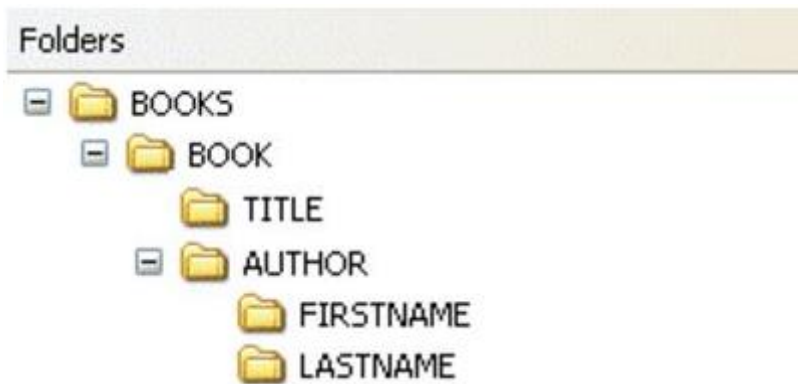 Folders
BOOKS
BOOK
TITLE
AUTHOR
FIRSTNAME
LASTNAME